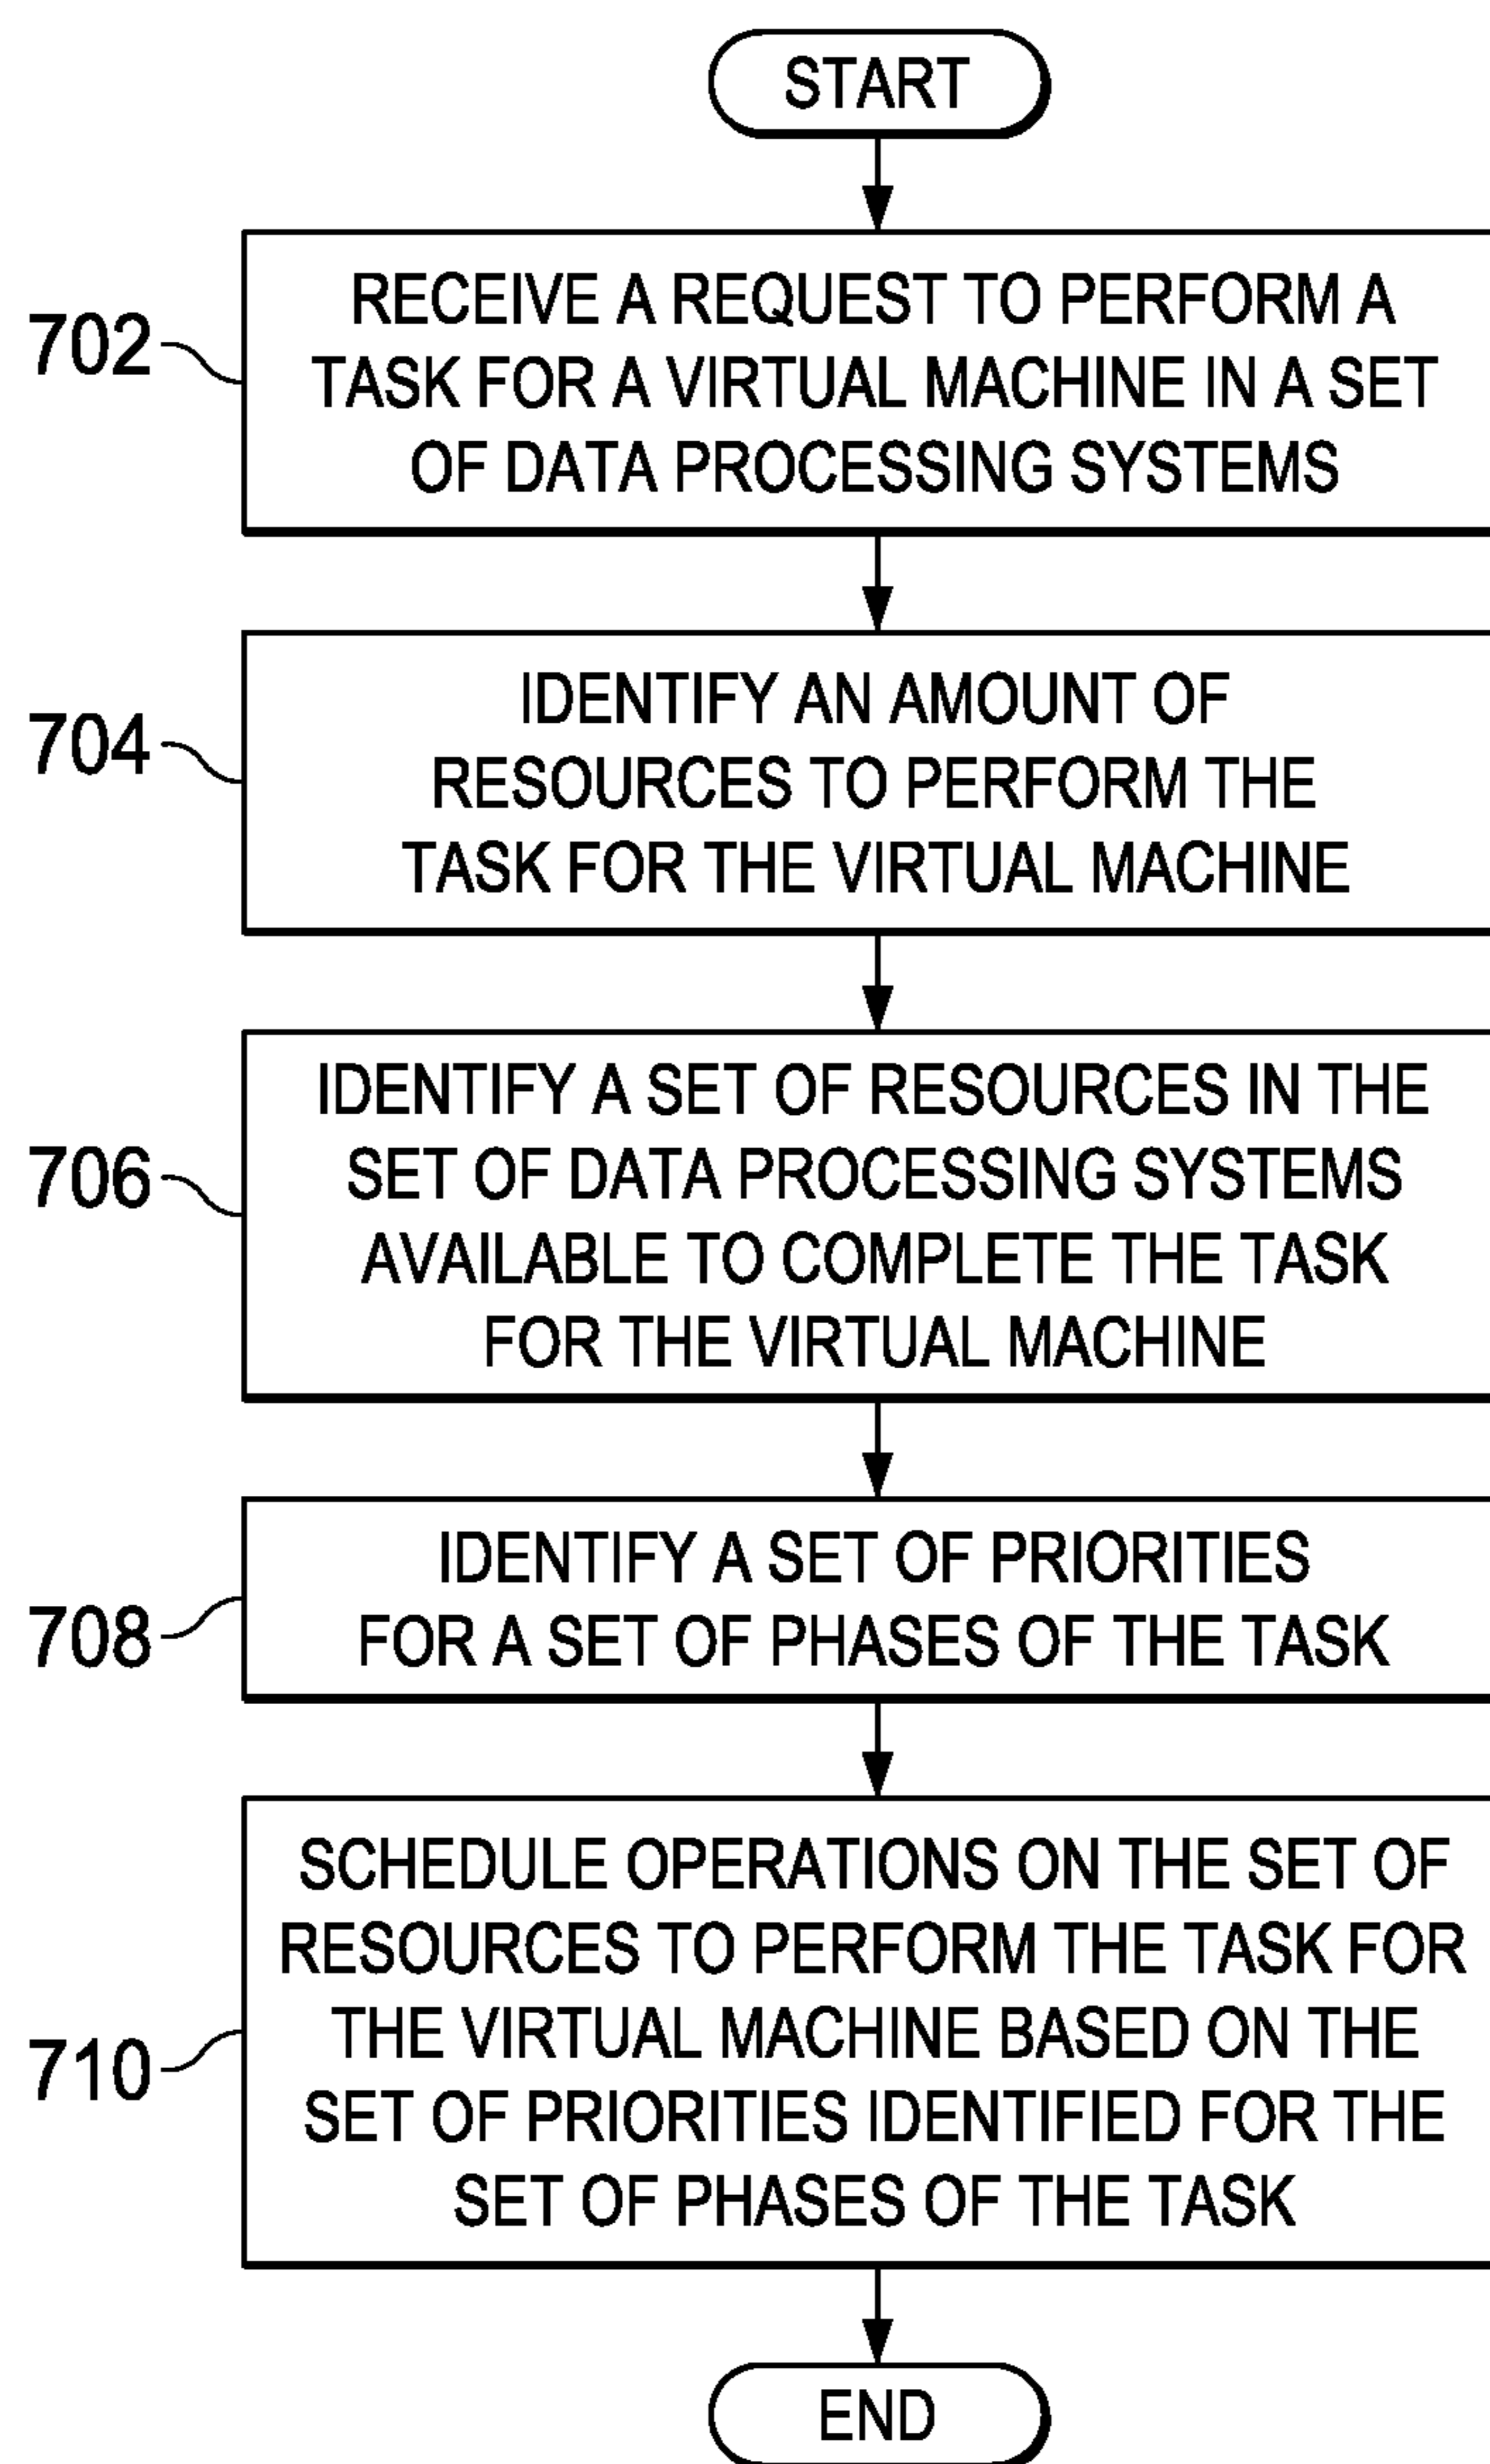 START
702
RECEIVE A REQUEST TO PERFORM A
TASK FOR A VIRTUAL MACHINE IN A SET
OF DATA PROCESSING SYSTEMS
704
IDENTIFY AN AMOUNT OF
RESOURCES TO PERFORM THE
TASK FOR THE VIRTUAL MACHINE
706
IDENTIFY A SET OF RESOURCES IN THE
SET OF DATA PROCESSING SYSTEMS
AVAILABLE TO COMPLETE THE TASK
FOR THE VIRTUAL MACHINE
708
IDENTIFY A SET OF PRIORITIES
FOR A SET OF PHASES OF THE TASK
710
SCHEDULE OPERATIONS ON THE SET OF
RESOURCES TO PERFORM THE TASK FOR
THE VIRTUAL MACHINE BASED ON THE
SET OF PRIORITIES IDENTIFIED FOR THE
SET OF PHASES OF THE TASK
END